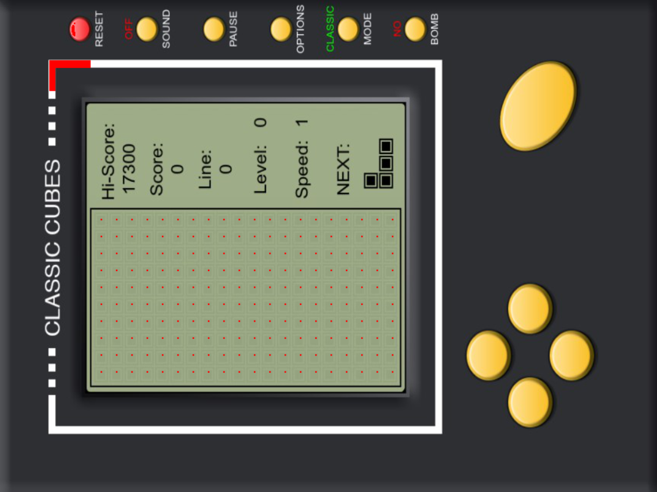 RESET
OFF
SOUND
PAUSE
OPTIONS
CLASSIC
MODE
NO
BOMB
CLASSIC CUBES
Hi-Score:
17300
Score:
0
Line:
0
Level: 0
Speed: 1
NEXT: